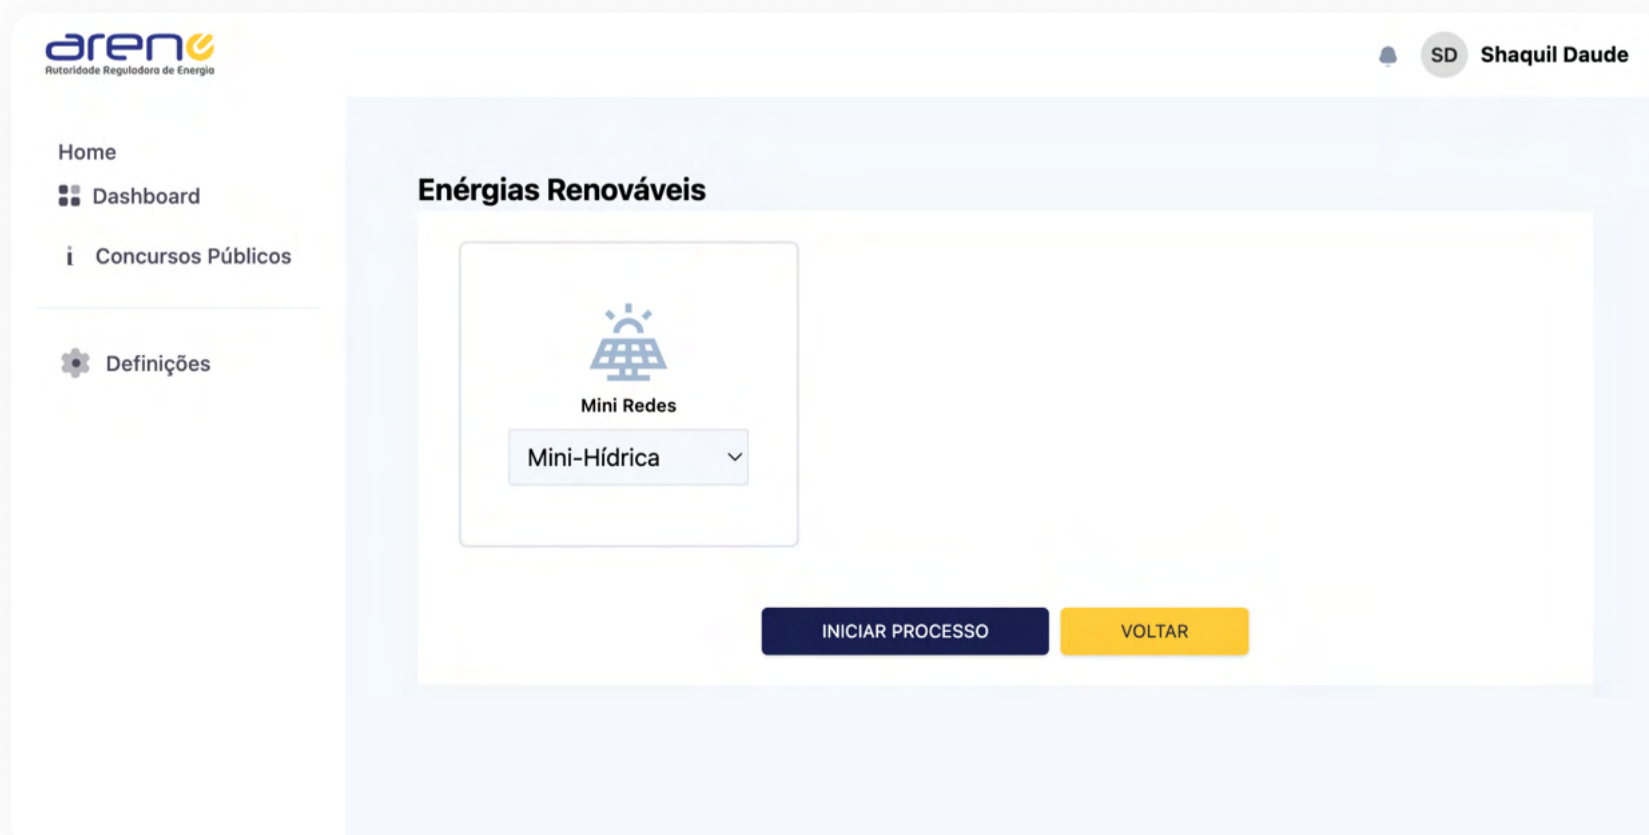 arene
Autoridade Reguladora de Energia
SD Shaquil Daude
Home
Dashboard
Concursos Públicos
Definições
Enérgias Renováveis
Mini Redes
Mini-Hídrica
INICIAR PROCESSO
VOLTAR